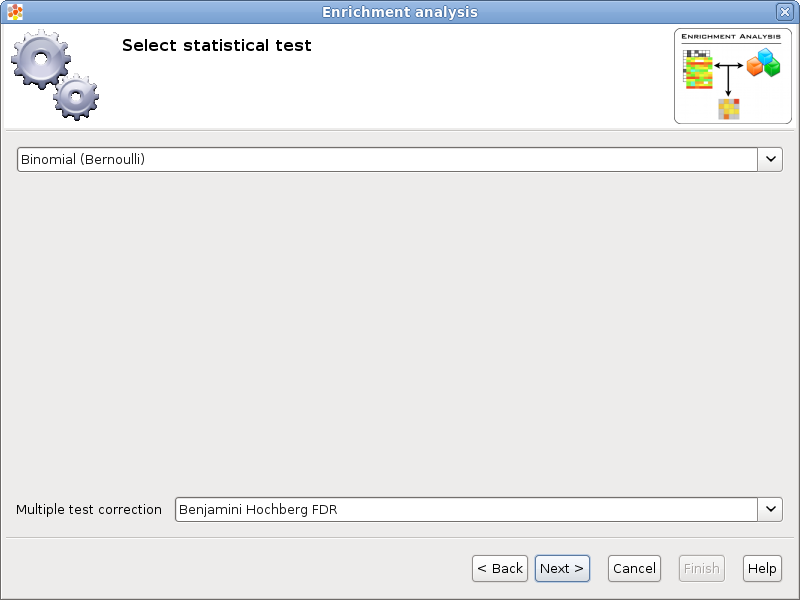 Enrichment analysis
Select statistical test
ENRICHMENT ANALYSIS
Binomial (Bernoulli)
Multiple test correction Benjamini Hochberg FDR
< Back Next > Cancel Finish Help